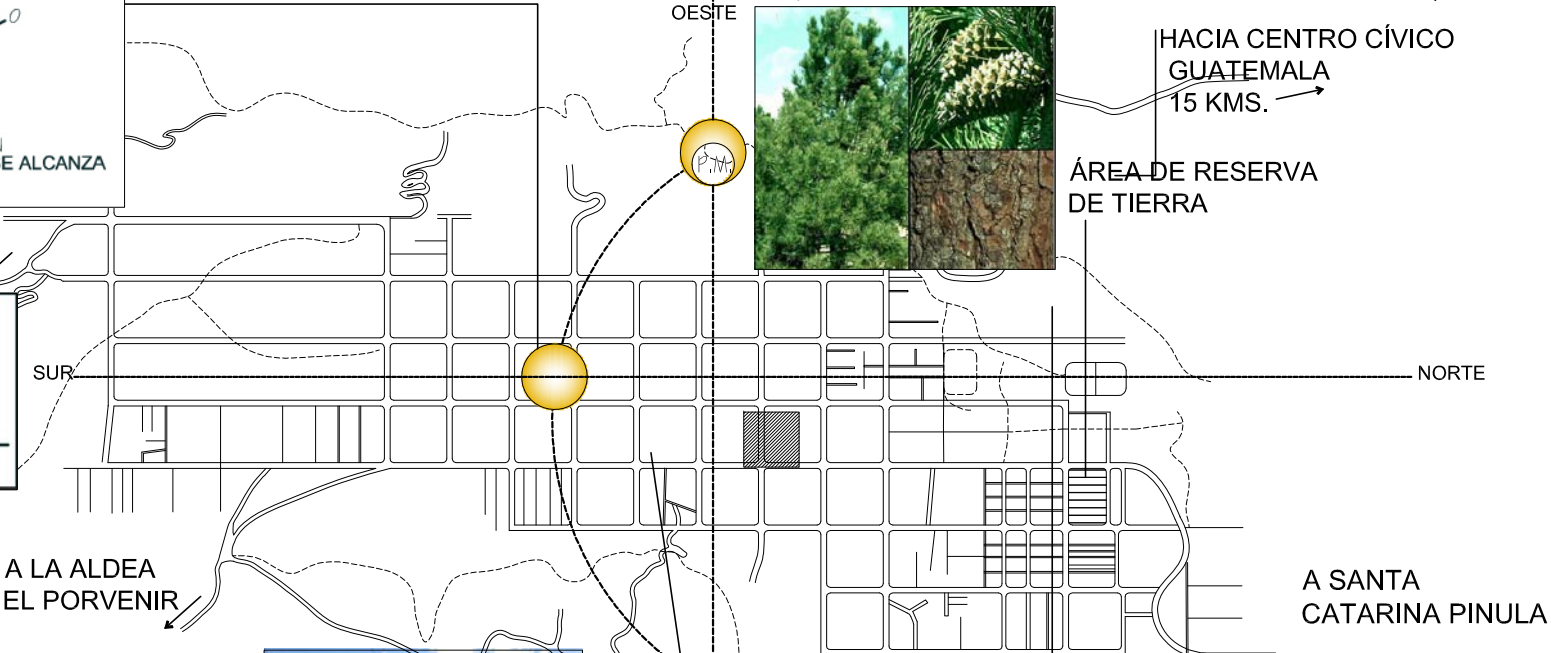 OESTE
HACIA CENTRO CÍVICO
GUATEMALA
15 KMS.
SE ALCANZA
P.M.
ÁREA DE RESERVA
DE TIERRA
SUR
NORTE
A LA ALDEA
EL PORVENIR
A SANTA
CATARINA PINULA